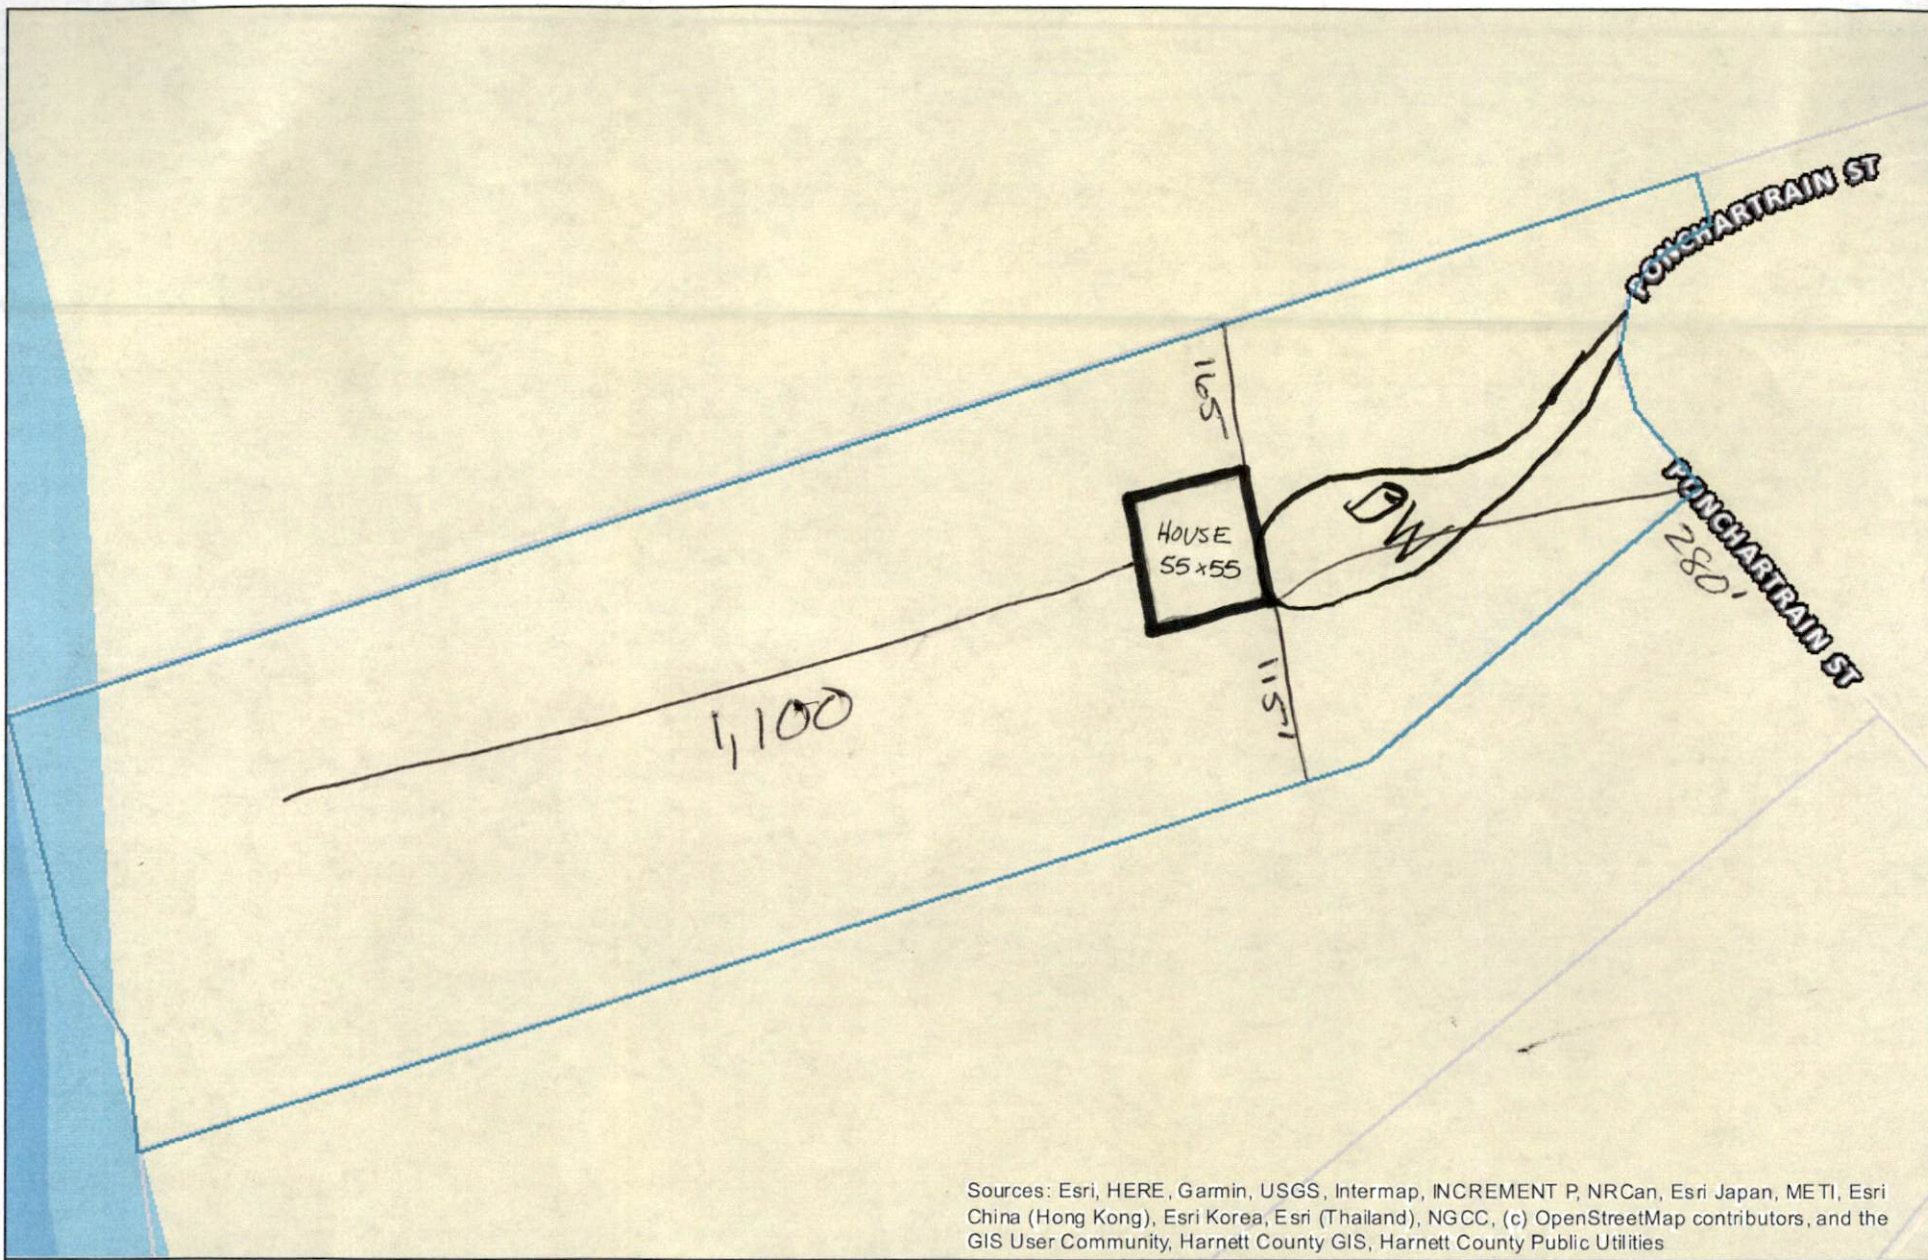 PONCHARTRAIN ST
165
HOUSE
55x55
DW
PONCHARTRAIN ST
280'
115'
1,100
Sources: Esri, HERE, Garmin, USGS, Intermap, INCREMENT P, NRCan, Esri Japan, METI, Esri
China (Hong Kong), Esri Korea, Esri (Thailand), NGCC, (c) OpenStreetMap contributors, and the
GIS User Community, Harnett County GIS, Harnett County Public Utilities